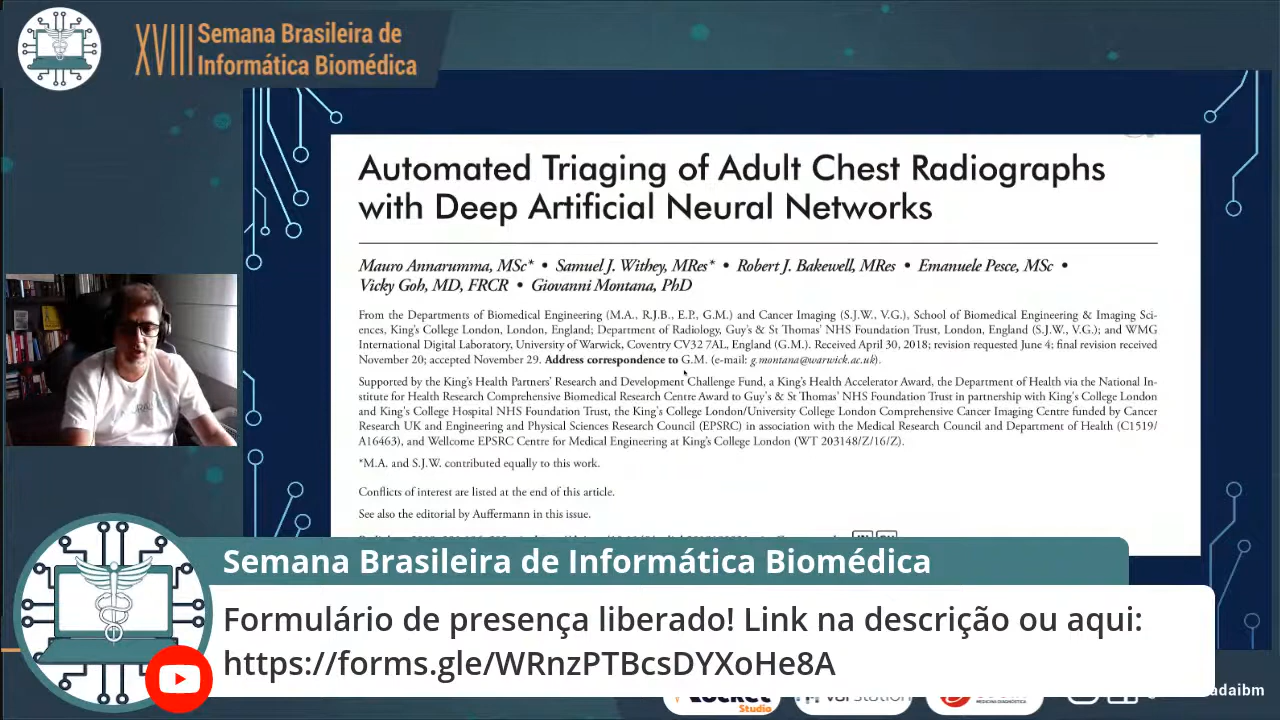 XVIII Semana Brasileira de
Informática Biomédica
Automated Triaging of Adult Chest Radiographs
with Deep Artificial Neural Networks
Mauro Annarumma, MSc* • Samuel J. Withey, MRes* • Robert J. Bakewell, MRes • Emanuele Pesce, MSc •
Vicky Goh, MD, FRCR • Giovanni Montana, PhD
From the Departments of Biomedical Engineering (M.A., R.J.B., E.P., G.M.) and Cancer Imaging (S.J.W., V.G.), School of Biomedical Engineering & Imaging Sci-
ences, King's College London, London, England; Department of Radiology, Guy's & St Thomas' NHS Foundation Trust, London, England (S.J.W., V.G.); and WMG
International Digital Laboratory, University of Warwick, Coventry CV32 7AL, England (G.M.). Received April 30, 2018; revision requested June 4; final revision received
November 20; accepted November 29. Address correspondence to G.M. (e-mail: g.montana@warwick.ac.uk).
Supported by the King's Health Partners' Research and Development Challenge Fund, a King's Health Accelerator Award, the Department of Health via the National In-
stitute for Health Research Comprehensive Biomedical Research Centre Award to Guy's & St Thomas' NHS Foundation Trust in partnership with King's College London
and King's College Hospital NHS Foundation Trust, the King's College London/University College London Comprehensive Cancer Imaging Centre funded by Cancer
Research UK and Engineering and Physical Sciences Research Council (EPSRC) in association with the Medical Research Council and Department of Health (C1519/
A16463), and Wellcome EPSRC Centre for Medical Engineering at King's College London (WT 203148/Z/16/Z).
*M.A. and S.J.W. contributed equally to this work.
Conflicts of interest are listed at the end of this article.
See also the editorial by Auffermann in this issue.
Semana Brasileira de Informática Biomédica
Formulário de presença liberado! Link na descrição ou aqui:
https://forms.gle/WRnzPTBcsDYXoHe8A
Studio
MEDICINA DIAGNÓSTICA
adaibm